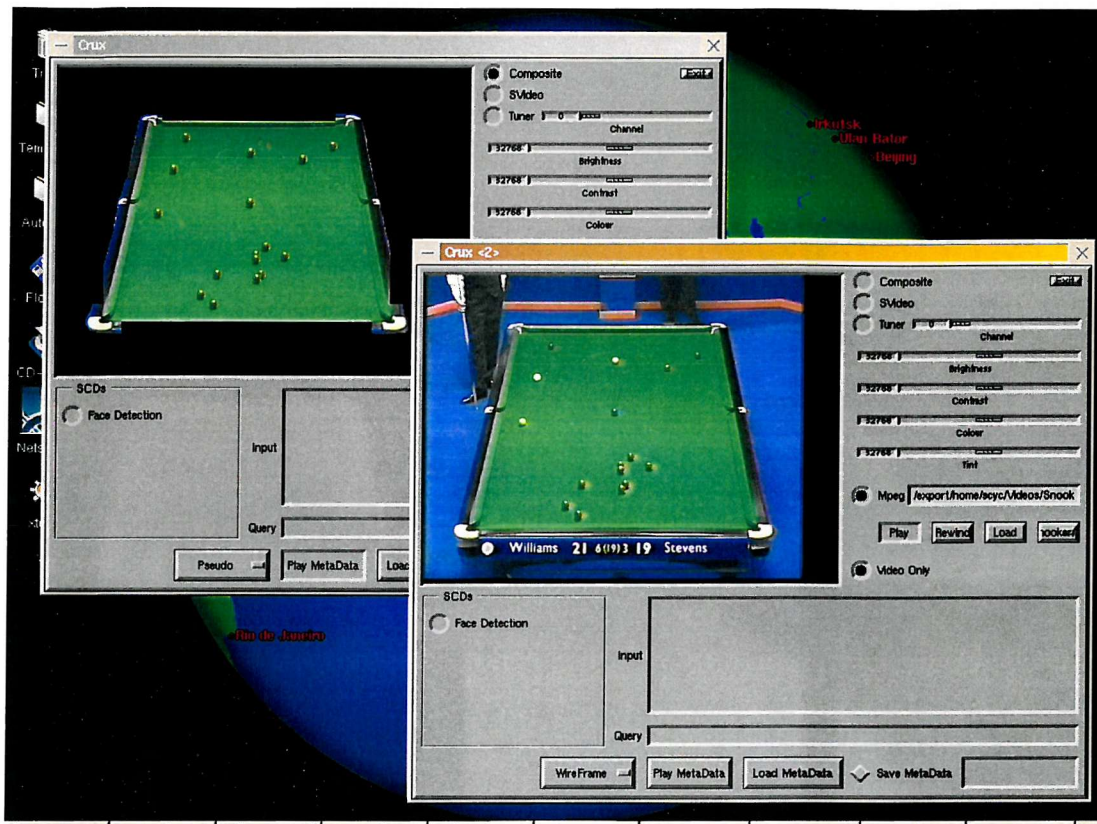 Crux
Composite
Exit
SVideo
Tuner 0
Channel
32768
Brightness
32768
Contrast
32768
Colour
SCDs
Face Detection
Input
Query
Pseudo
Play MetaData
Irkutsk
Ulan Bator
Beijing
Rio de Janeiro
Crux <2>
Composite
Exit
SVideo
Tuner 0
Channel
32768
Brightness
32768
Contrast
32768
Colour
32768
Tint
Mpeg /export/home/scyc/Videos/Snook
Play Rewind Load
Video Only
Williams 21 6(19)3 19 Stevens
SCDs
Face Detection
Input
Query
WireFrame
Play MetaData
Load MetaData
Save MetaData